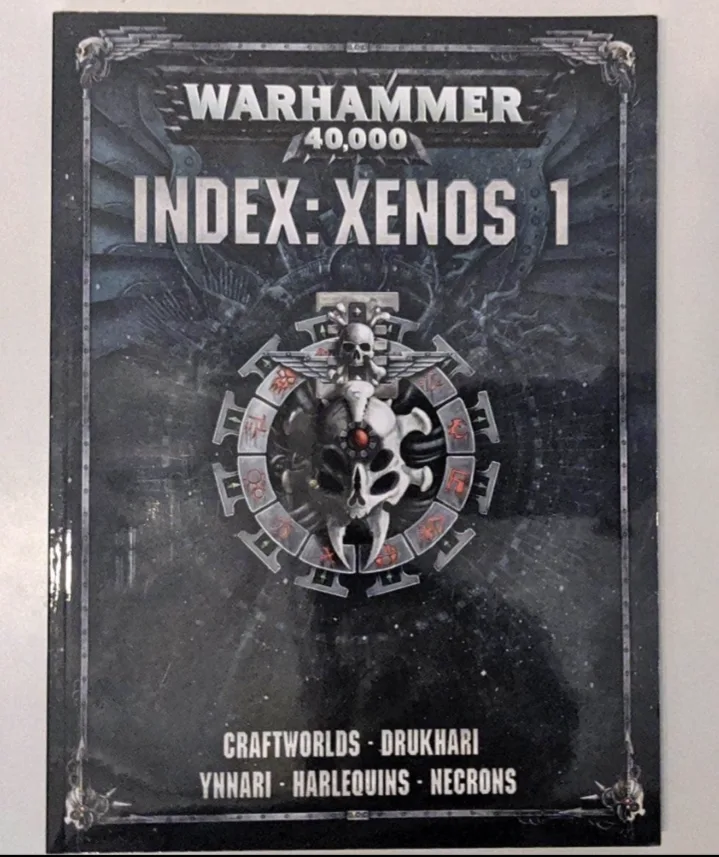 WARHAMMER
40,000
INDEX: XENOS 1
CRAFTWORLDS · DRUKHARI
YNNARI · HARLEQUINS · NECRONS